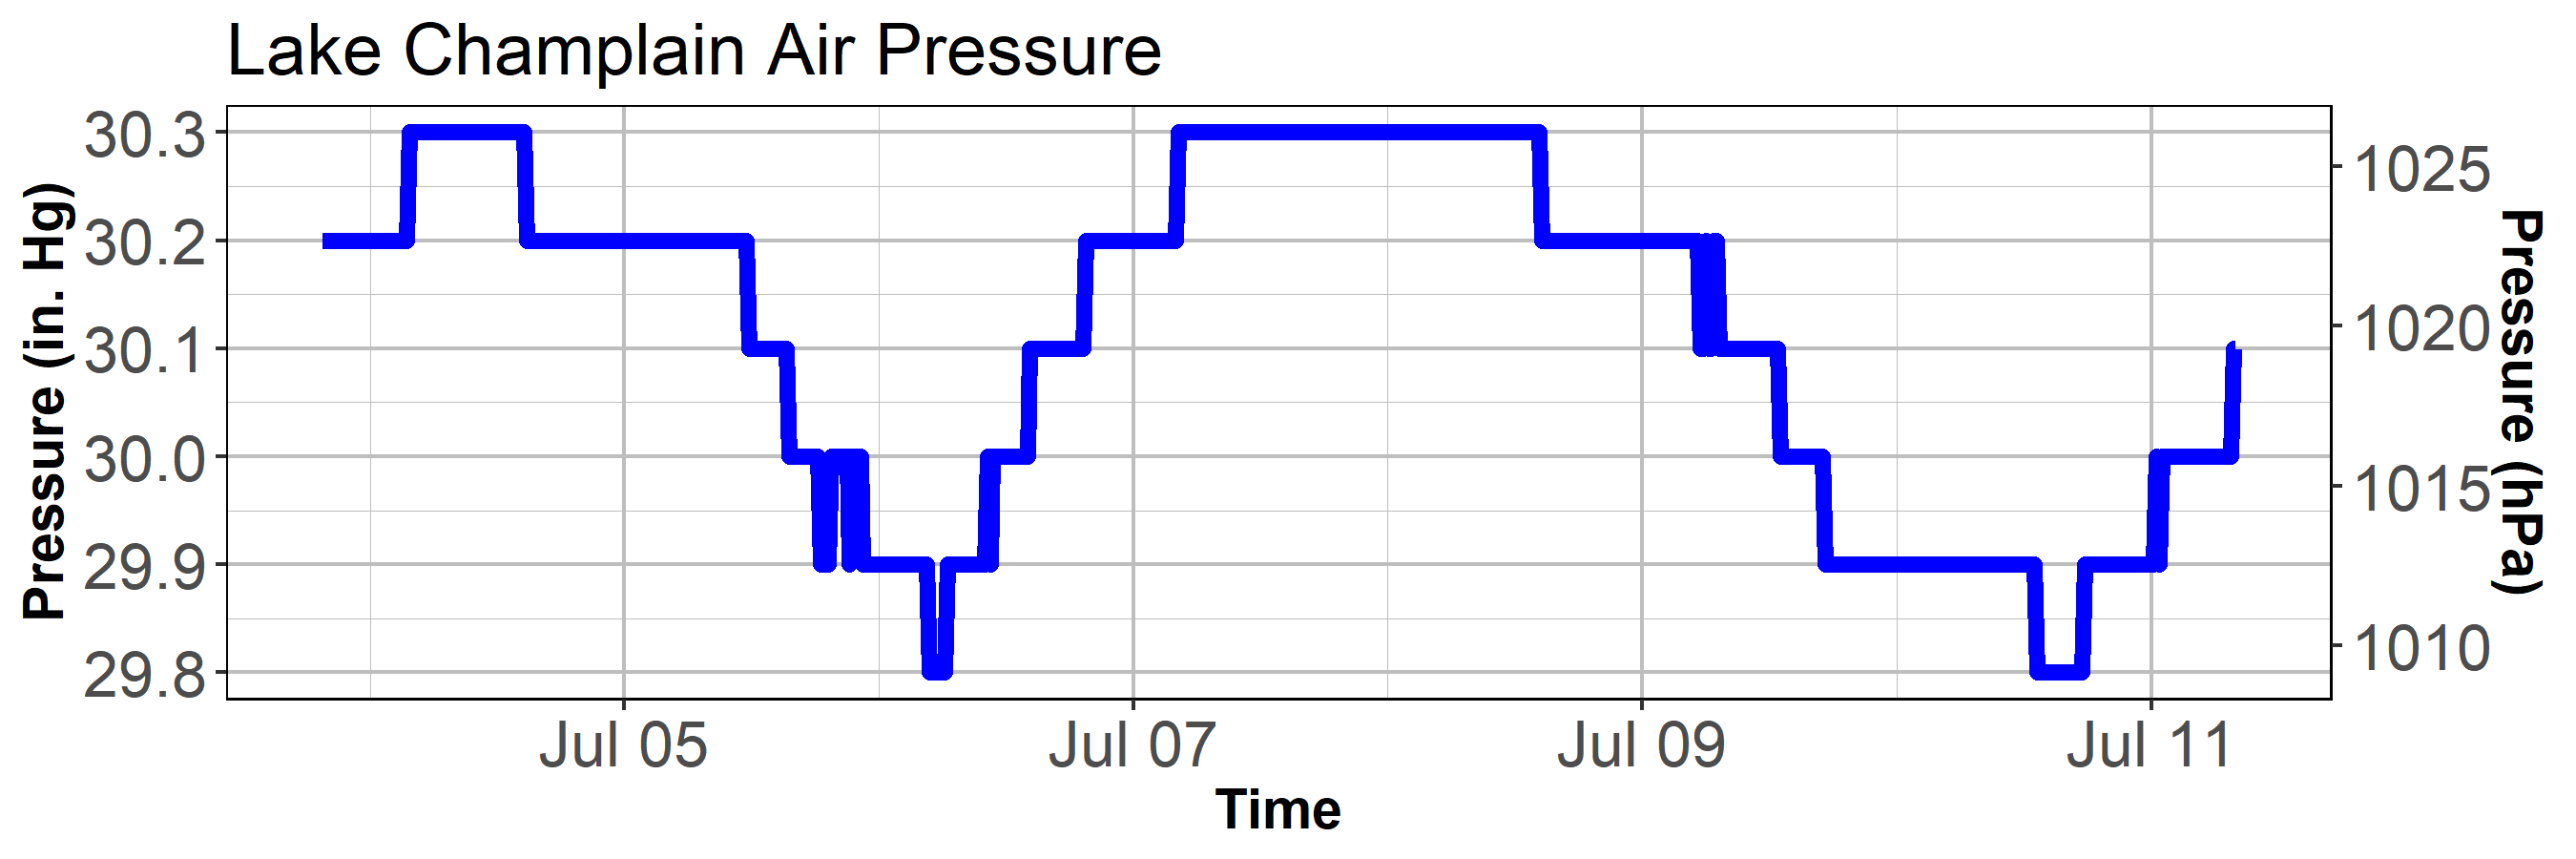 Lake Champlain Air Pressure
Pressure (in. Hg)
30.3
30.2
30.1
30.0
29.9
29.8
1025
1020
1015
1010
Pressure (hPa)
Jul 05 Jul 07 Jul 09 Jul 11
Time